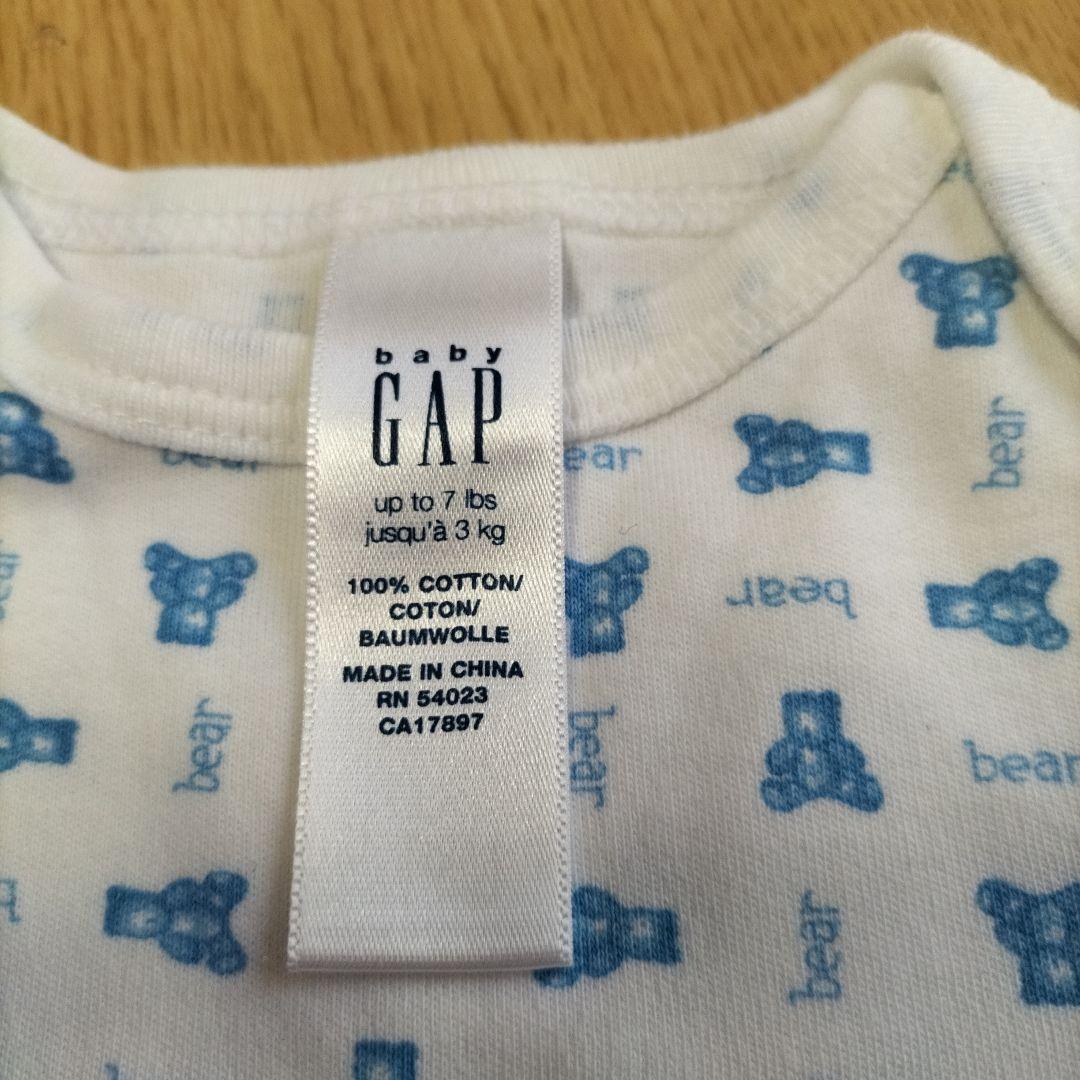 b a b y
GAP
up to 7 lbs
jusqu'à 3 kg
100% COTTON/
COTON/
BAUMWOLLE
MADE IN CHINA
RN 54023
CA17897
bear
bear
bear
bear
bear
bear
bear
bear